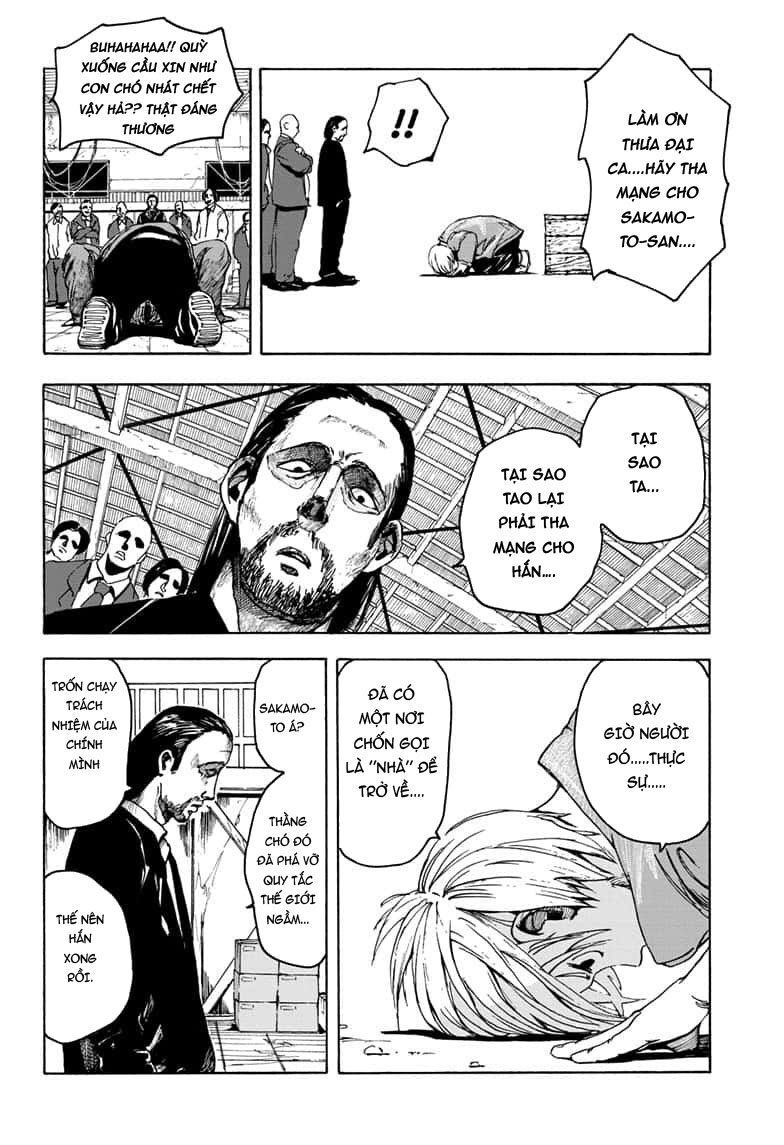 LÀM ƠN
THƯA ĐẠI
CA....HÃY THA
MẠNG CHO
SAKAMO-
TO-SAN....
!!
BUHAHAHAA!! QUỲ
XUỐNG CẦU XIN NHƯ
CON CHÓ NHÁT CHẾT
VẬY HẢ?? THẬT ĐÁNG
THƯƠNG
TẠI
SAO
TA...
TẠI SAO
TAO LẠI
PHẢI THA
MẠNG CHO
HẮN....
BÂY
GIỜ NGƯỜI
ĐÓ.....THỰC
SỰ.....
ĐÃ CÓ
MỘT NƠI
CHỐN GỌI
LÀ "NHÀ" ĐỂ
TRỞ VỀ....
SAKAMO-
TO Á?
THẰNG
CHÓ ĐÓ
ĐÃ PHÁ VỠ
QUY TẮC
THẾ GIỚI
NGẦM...
TRỐN CHẠY
TRÁCH
NHIỆM CỦA
CHÍNH
MÌNH
THẾ NÊN
HẮN
XONG
RỒI.